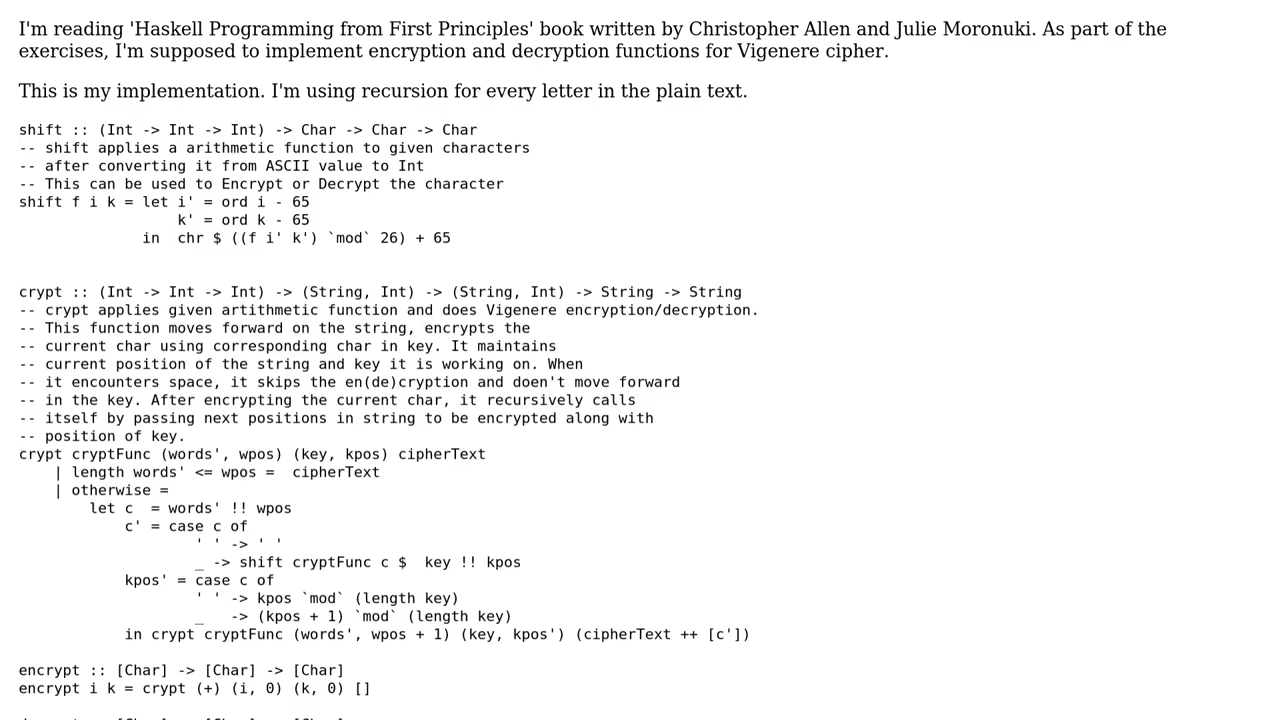 I'm reading 'Haskell Programming from First Principles' book written by Christopher Allen and Julie Moronuki. As part of the
exercises, I'm supposed to implement encryption and decryption functions for Vigenere cipher.
This is my implementation. I'm using recursion for every letter in the plain text.
shift :: (Int -> Int -> Int) -> Char -> Char -> Char
-- shift applies a arithmetic function to given characters
-- after converting it from ASCII value to Int
-- This can be used to Encrypt or Decrypt the character
shift f i k = let i' = ord i - 65
                  k' = ord k - 65
              in  chr $ ((f i' k') `mod` 26) + 65
crypt :: (Int -> Int -> Int) -> (String, Int) -> (String, Int) -> String -> String
-- crypt applies given artithmetic function and does Vigenere encryption/decryption.
-- This function moves forward on the string, encrypts the
-- current char using corresponding char in key. It maintains
-- current position of the string and key it is working on. When
-- it encounters space, it skips the en(de)cryption and doen't move forward
-- in the key. After encrypting the current char, it recursively calls
-- itself by passing next positions in string to be encrypted along with
-- position of key.
crypt cryptFunc (words', wpos) (key, kpos) cipherText
    | length words' <= wpos =  cipherText
    | otherwise =
        let c  = words' !! wpos
            c' = case c of
                    ' ' -> ' '
                    _ -> shift cryptFunc c $  key !! kpos
            kpos' = case c of
                    ' ' -> kpos `mod` (length key)
                    _   -> (kpos + 1) `mod` (length key)
            in crypt cryptFunc (words', wpos + 1) (key, kpos') (cipherText ++ [c'])
encrypt :: [Char] -> [Char] -> [Char]
encrypt i k = crypt (+) (i, 0) (k, 0) []